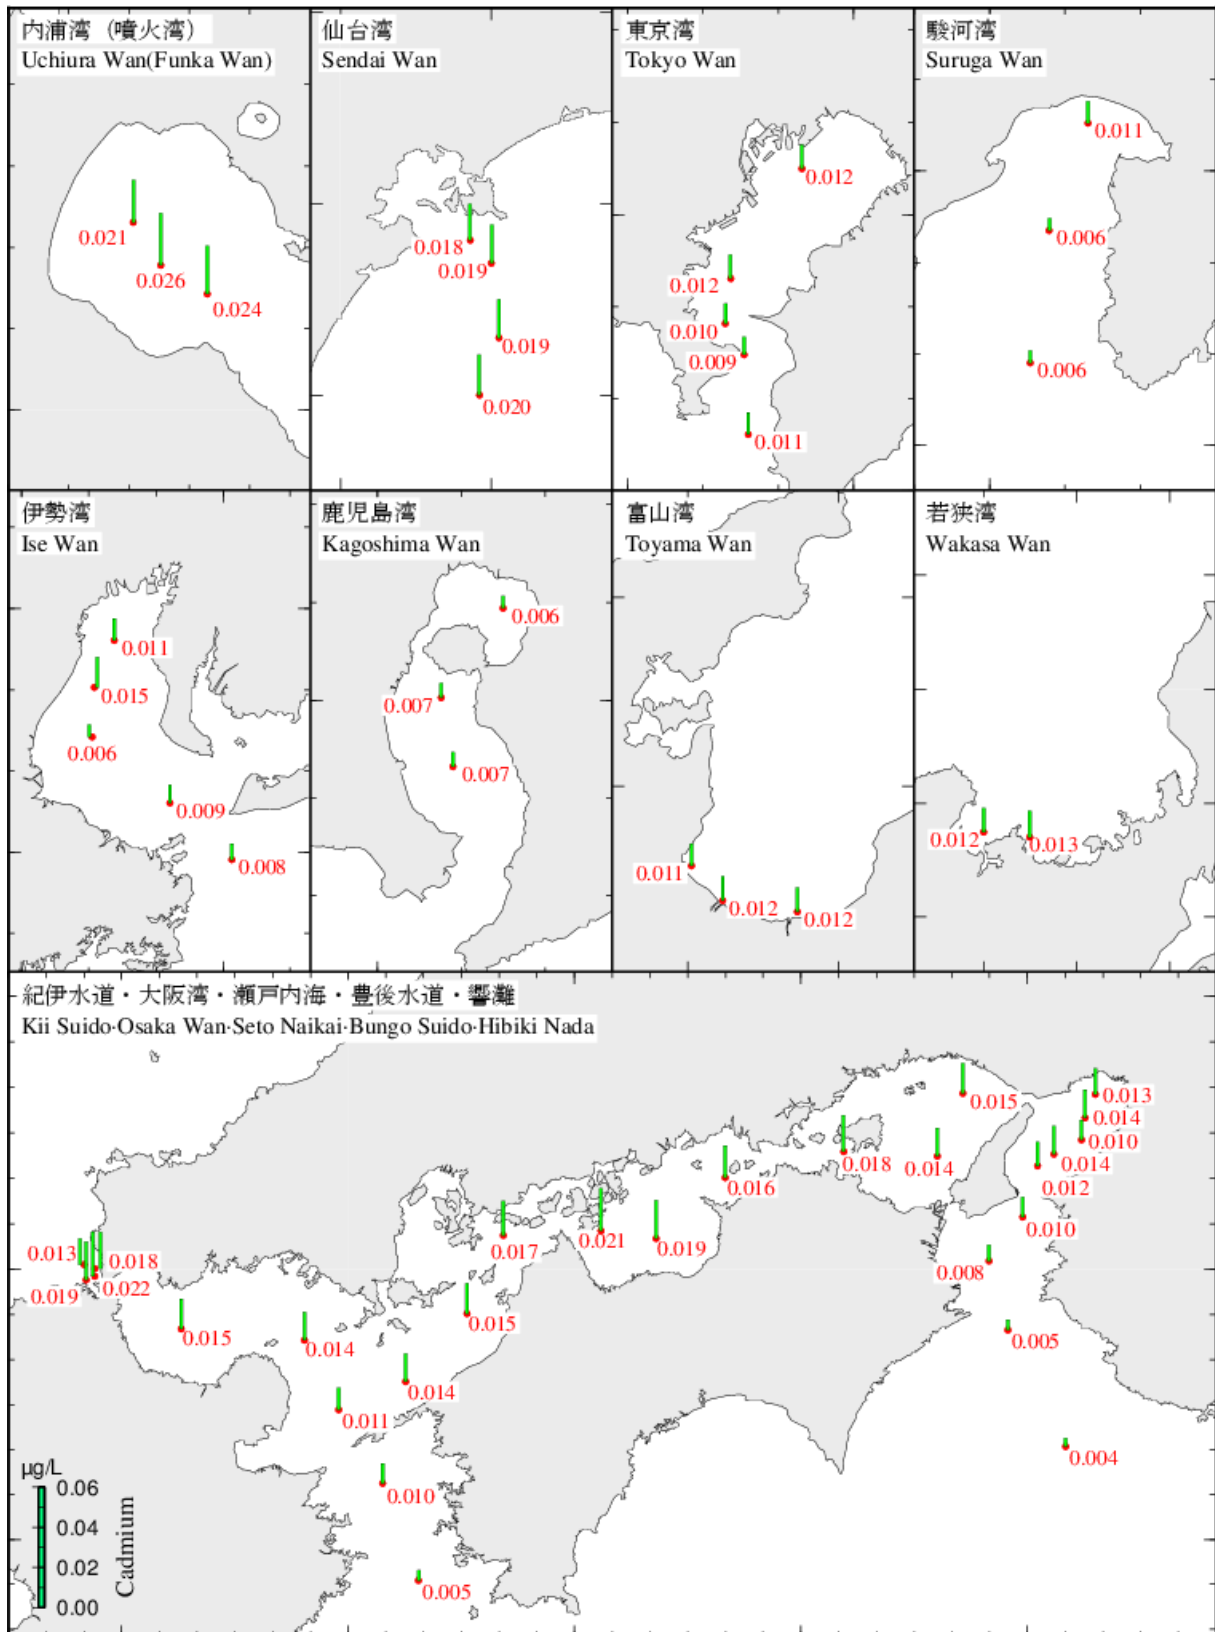 内浦湾（噴火湾）
Uchiura Wan(Funka Wan)
0.021
0.026
0.024
仙台湾
Sendai Wan
0.018
0.019
0.019
0.020
東京湾
Tokyo Wan
0.012
0.012
0.010
0.009
0.011
駿河湾
Suruga Wan
0.011
0.006
0.006
伊勢湾
Ise Wan
0.011
0.015
0.006
0.009
0.008
鹿児島湾
Kagoshima Wan
0.006
0.007
0.007
富山湾
Toyama Wan
0.011
0.012
0.012
若狭湾
Wakasa Wan
0.012
0.013
紀伊水道・大阪湾・瀬戸内海・豊後水道・響灘
Kii Suido·Osaka Wan·Seto Naikai·Bungo Suido·Hibiki Nada
0.013
0.015
0.014
0.010
0.018
0.014
0.014
0.012
0.016
0.010
0.017
0.021
0.019
0.013
0.018
0.008
0.019
0.022
0.015
0.015
0.014
0.005
0.014
0.011
0.004
0.010
0.005
μg/L
0.06
0.04
0.02
0.00
Cadmium